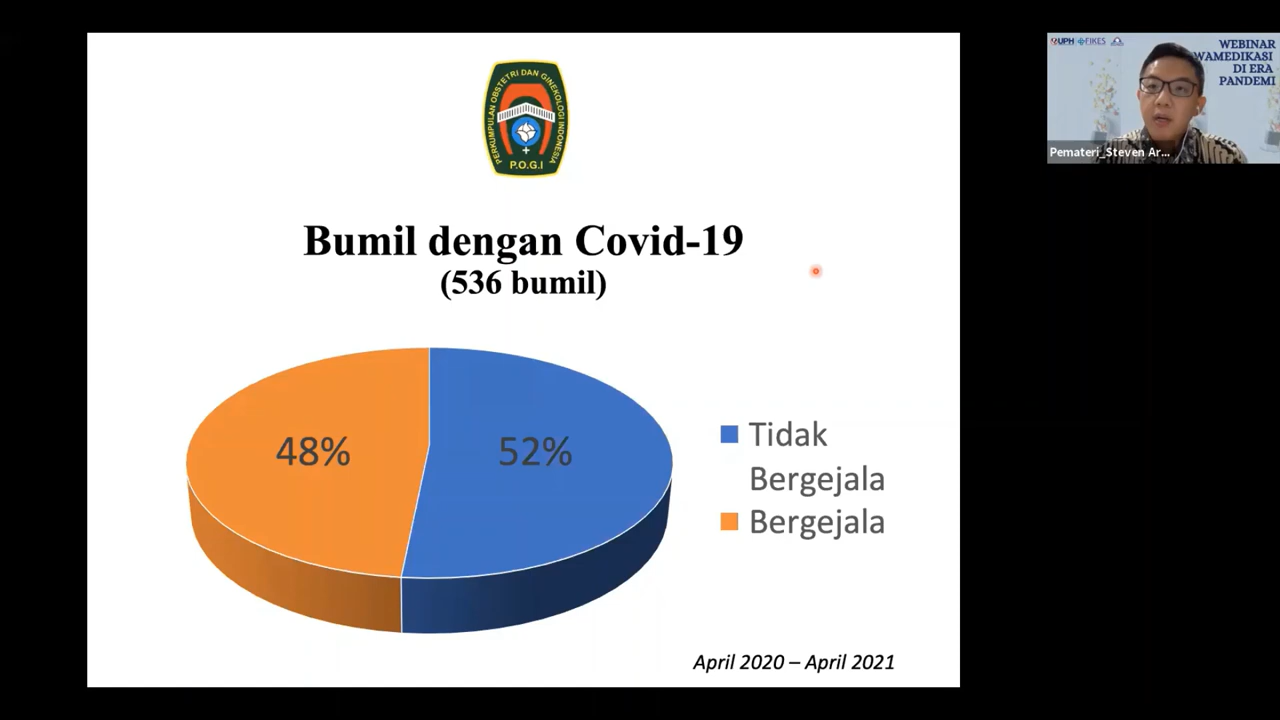 PERKUMPULAN OBSTETRI DAN GINEKOLOGI INDONESIA
P.O.G.I
Bumil dengan Covid-19
(536 bumil)
48%
52%
Tidak
Bergejala
Bergejala
April 2020 – April 2021
UPH FIKES
WEBINAR
WAMEDIKASI
DI ERA
PANDEMI
Pemateri_Steven Ar...